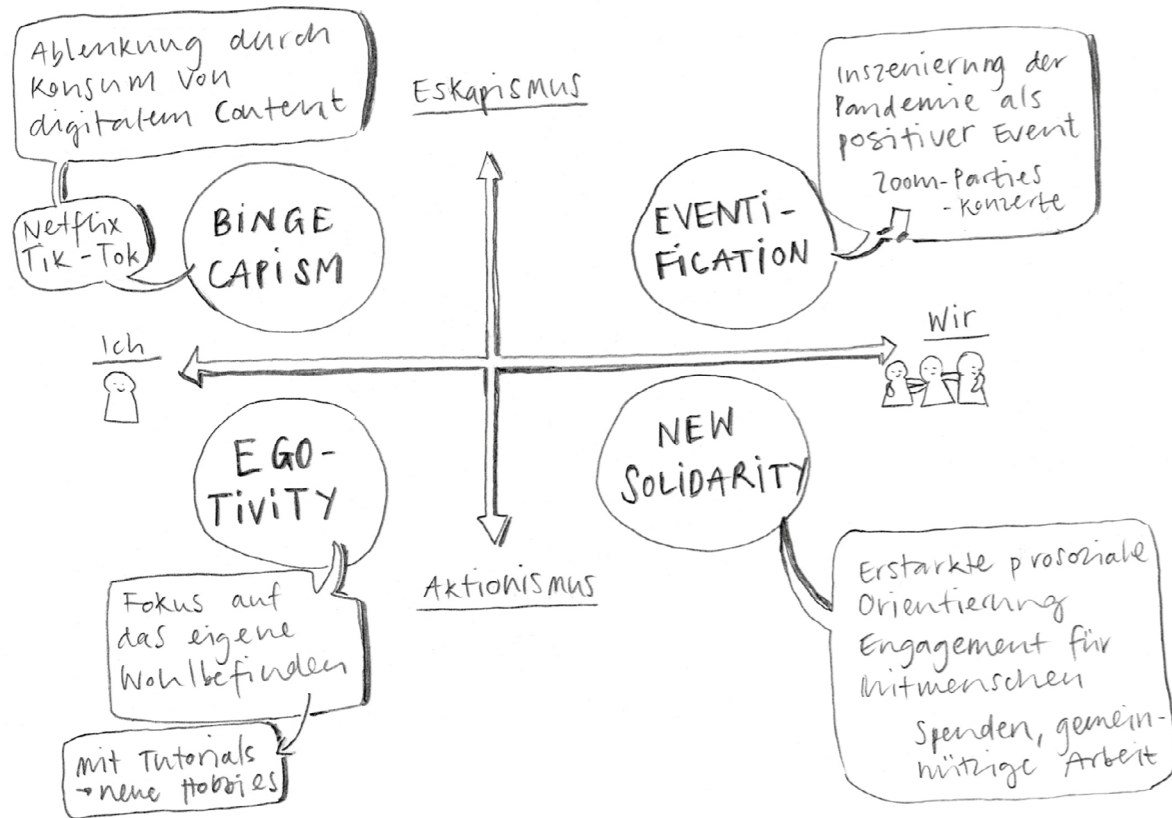 Ablenkung durch
Konsum von
digitalem Content
Netflix
Tik-Tok
BINGE
CAPISM
Eskapismus
EVENTI-
FICATION
Inszenierung der
Pandemie als
positiver Event
Zoom-Parties
-Konzerte
Ich
Wir
EGO-
TIVITY
Fokus auf
das eigene
Wohlbefinden
mit Tutorials
→ neue Hobbies
Aktionismus
NEW
SOLIDARITY
Erstarkte prosoziale
Orientierung
Engagement für
Mitmenschen
Spenden, gemein-
nützige Arbeit